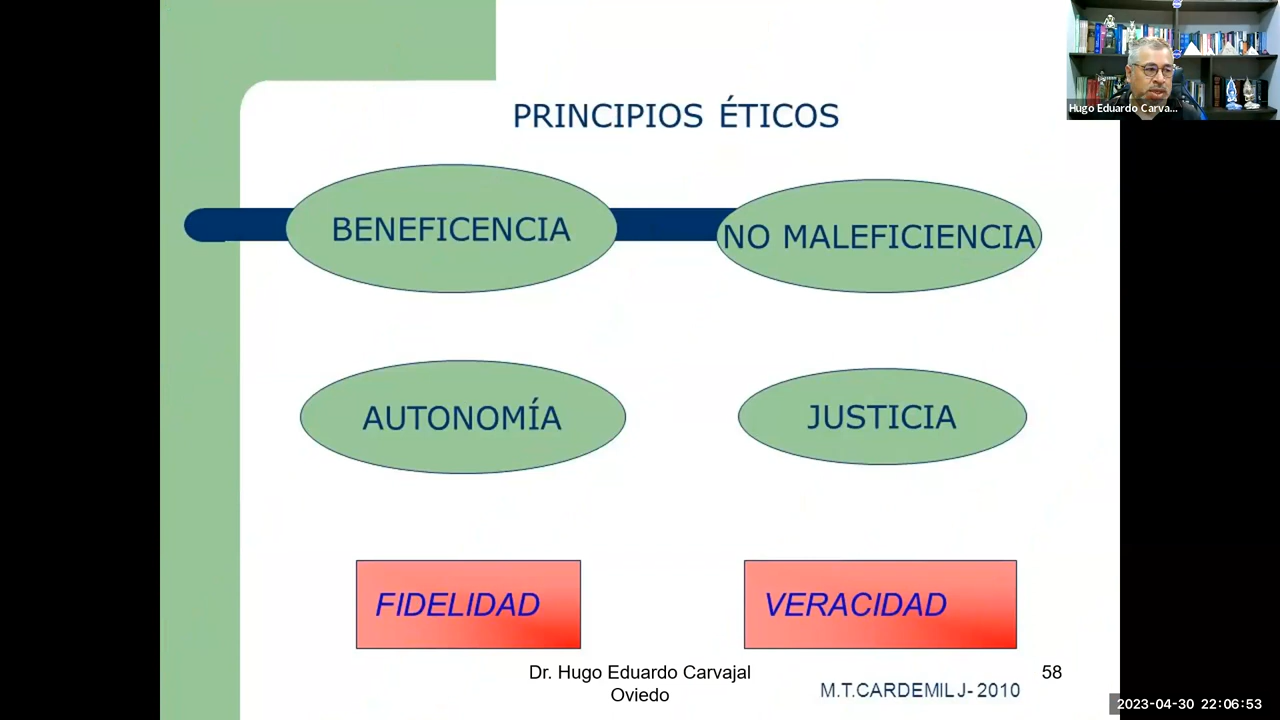 Hugo Eduardo Carva...
PRINCIPIOS ÉTICOS
BENEFICENCIA
NO MALEFICIENCIA
AUTONOMÍA
JUSTICIA
FIDELIDAD
VERACIDAD
Dr. Hugo Eduardo Carvajal
Oviedo
58
M.T.CARDEMIL J- 2010
2023-04-30 22:06:53